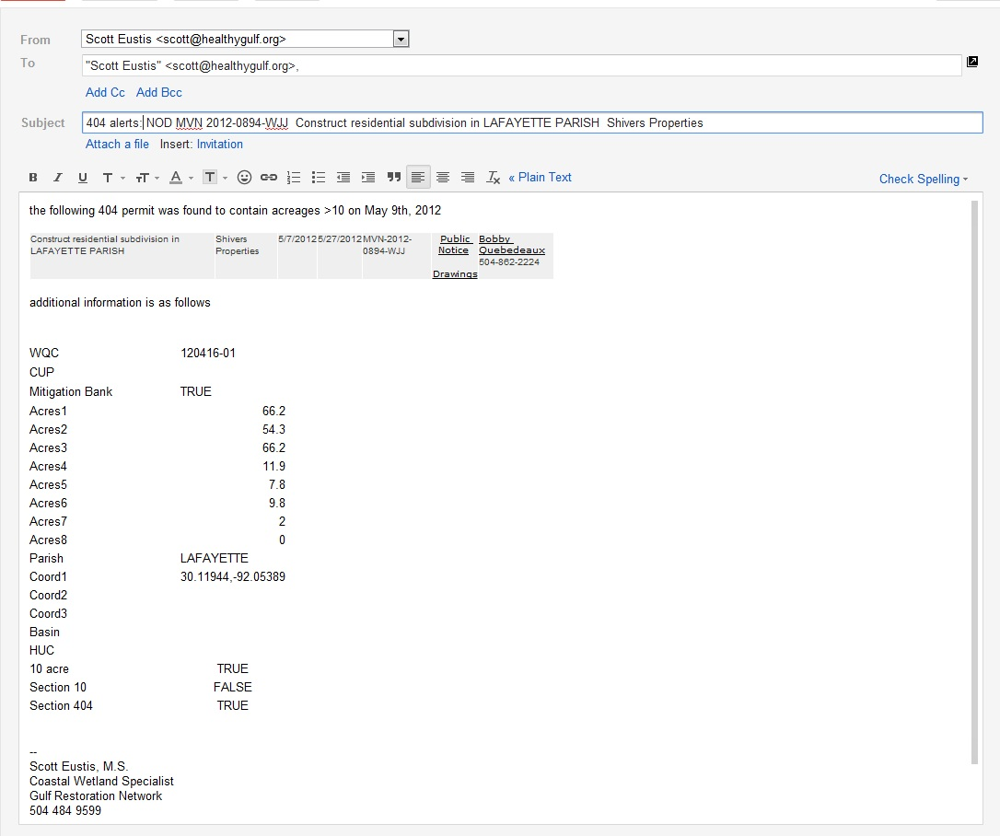 From Scott Eustis <scott@healthygulf.org>
To "Scott Eustis" <scott@healthygulf.org>,
Add Cc Add Bcc
Subject 404 alerts: NOD MVN 2012-0894-WJJ Construct residential subdivision in LAFAYETTE PARISH Shivers Properties
Attach a file Insert: Invitation
B I U T T A T Tx « Plain Text Check Spelling
the following 404 permit was found to contain acreages >10 on May 9th, 2012
Construct residential subdivision in Shivers 5/7/2012 5/27/2012 MVN-2012- Public Bobby
LAFAYETTE PARISH Properties 0894-WJJ Notice Quebedeaux
504-862-2224
Drawings
additional information is as follows
WQC 120416-01
CUP
Mitigation Bank TRUE
Acres1 66.2
Acres2 54.3
Acres3 66.2
Acres4 11.9
Acres5 7.8
Acres6 9.8
Acres7 2
Acres8 0
Parish LAFAYETTE
Coord1 30.11944,-92.05389
Coord2
Coord3
Basin
HUC
10 acre TRUE
Section 10 FALSE
Section 404 TRUE
--
Scott Eustis, M.S.
Coastal Wetland Specialist
Gulf Restoration Network
504 484 9599